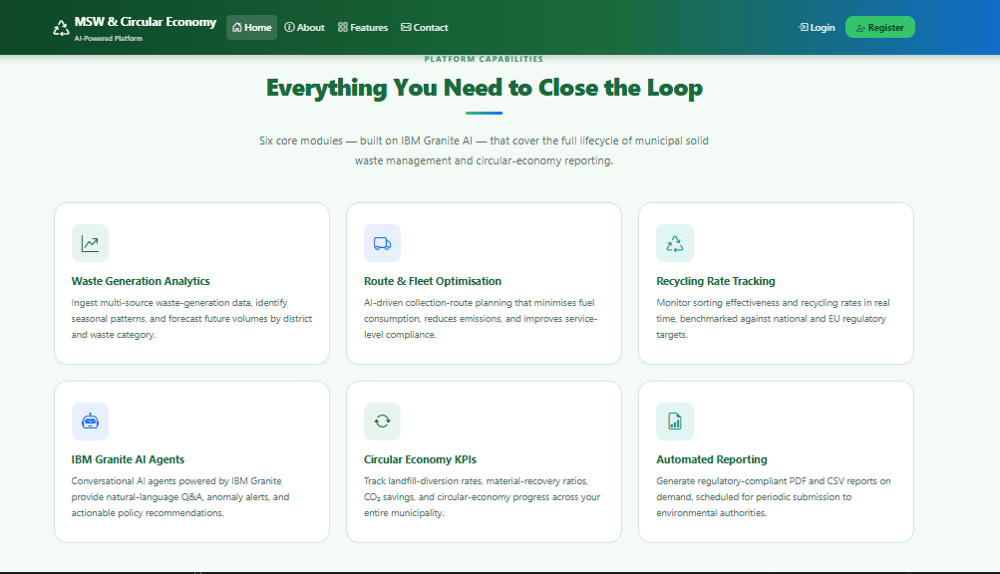 MSW & Circular Economy
AI-Powered Platform
Home
About
Features
Contact
Login
Register
PLATFORM CAPABILITIES
Everything You Need to Close the Loop
Six core modules — built on IBM Granite AI — that cover the full lifecycle of municipal solid
waste management and circular-economy reporting.
Waste Generation Analytics
Ingest multi-source waste-generation data, identify
seasonal patterns, and forecast future volumes by district
and waste category.
Route & Fleet Optimisation
AI-driven collection-route planning that minimises fuel
consumption, reduces emissions, and improves service-
level compliance.
Recycling Rate Tracking
Monitor sorting effectiveness and recycling rates in real
time, benchmarked against national and EU regulatory
targets.
IBM Granite AI Agents
Conversational AI agents powered by IBM Granite
provide natural-language Q&A, anomaly alerts, and
actionable policy recommendations.
Circular Economy KPIs
Track landfill-diversion rates, material-recovery ratios,
CO₂ savings, and circular-economy progress across your
entire municipality.
Automated Reporting
Generate regulatory-compliant PDF and CSV reports on
demand, scheduled for periodic submission to
environmental authorities.